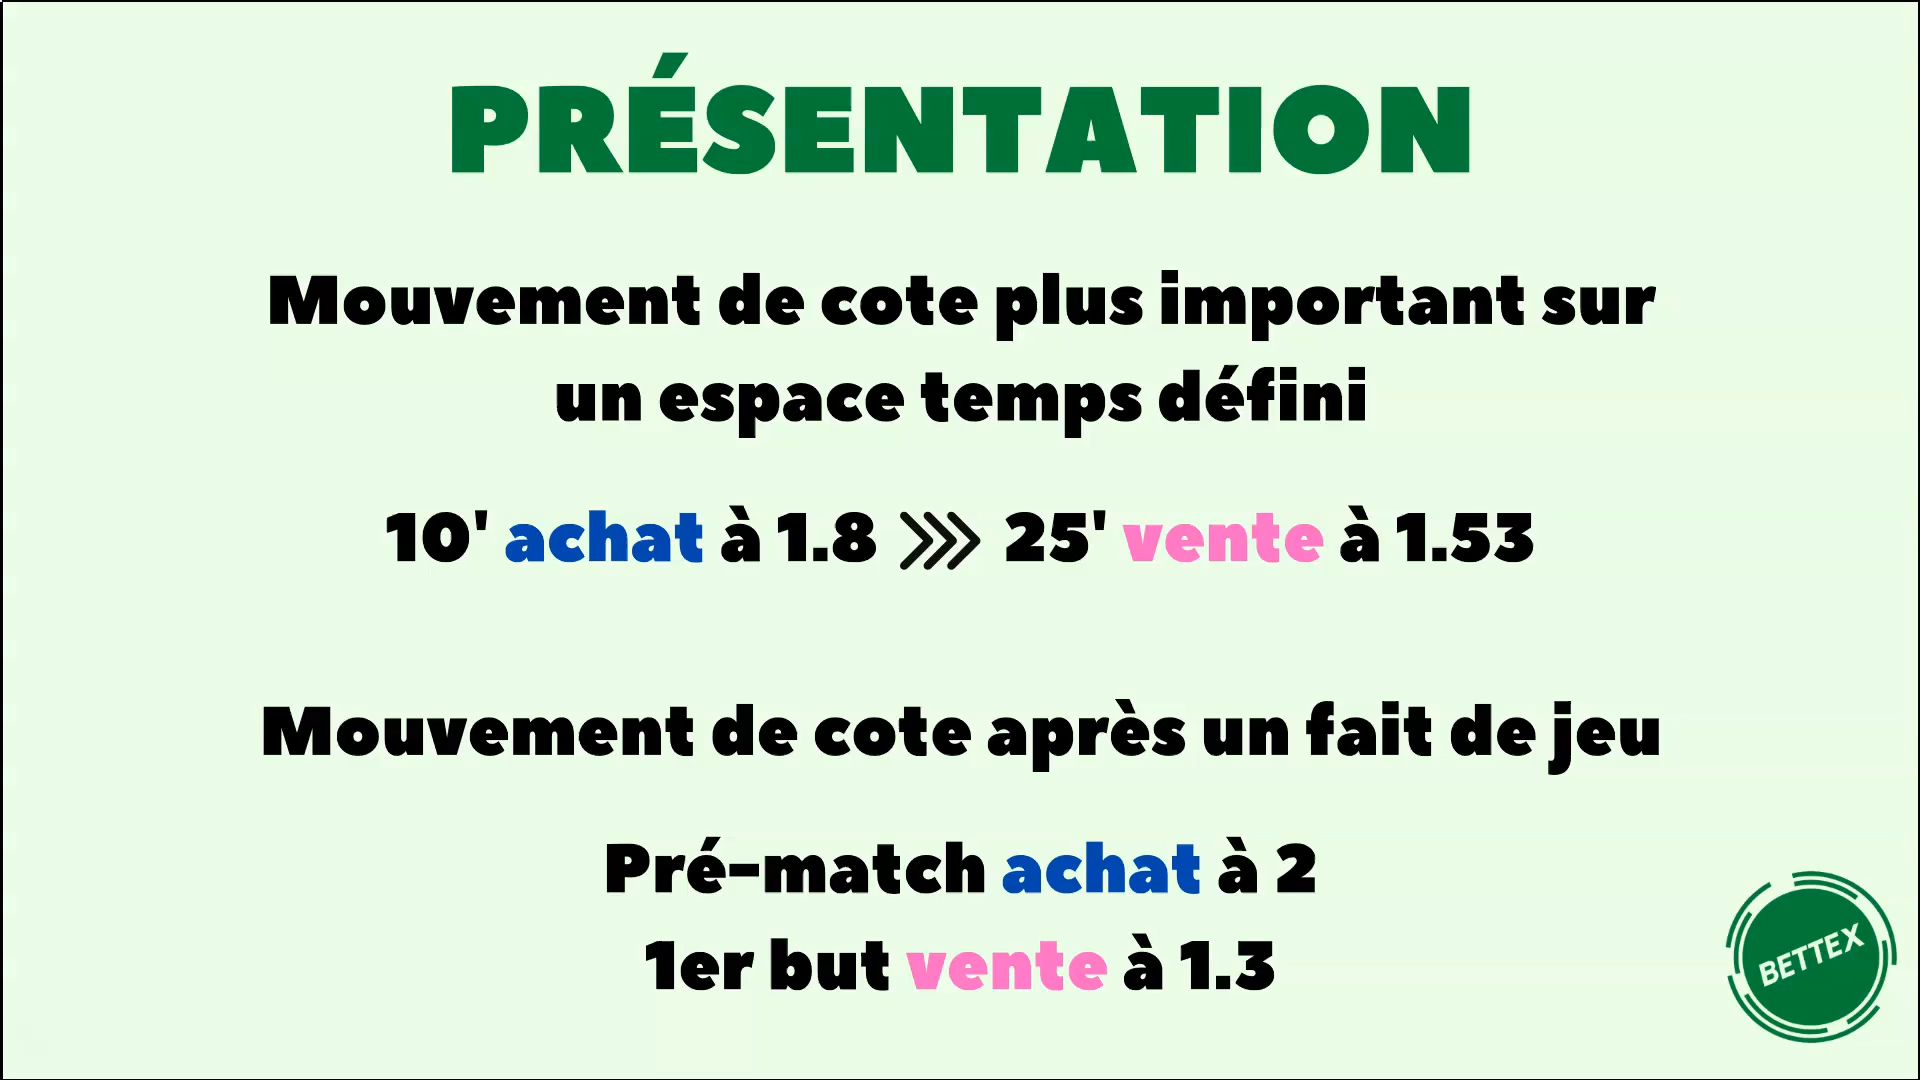 PRÉSENTATION
Mouvement de cote plus important sur
un espace temps défini
10' achat à 1.8 >>> 25' vente à 1.53
Mouvement de cote après un fait de jeu
Pré-match achat à 2
1er but vente à 1.3
BETTEX